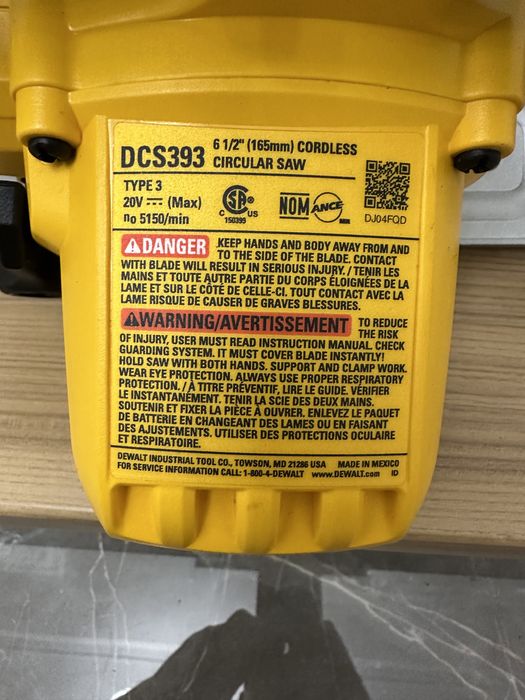 DCS393 6 1/2" (165mm) CORDLESS
CIRCULAR SAW
TYPE 3
20V ⎓ (Max)
no 5150/min
CSA®
C US
150395
NOM ANCE
DJ04FQD
DANGER KEEP HANDS AND BODY AWAY FROM AND
TO THE SIDE OF THE BLADE. CONTACT
WITH BLADE WILL RESULT IN SERIOUS INJURY. / TENIR LES
MAINS ET TOUTE AUTRE PARTIE DU CORPS ÉLOIGNÉES DE LA
LAME ET SUR LE CÔTÉ DE CELLE-CI. TOUT CONTACT AVEC LA
LAME RISQUE DE CAUSER DE GRAVES BLESSURES.
WARNING/AVERTISSEMENT TO REDUCE
THE RISK
OF INJURY, USER MUST READ INSTRUCTION MANUAL. CHECK
GUARDING SYSTEM. IT MUST COVER BLADE INSTANTLY!
HOLD SAW WITH BOTH HANDS. SUPPORT AND CLAMP WORK.
WEAR EYE PROTECTION. ALWAYS USE PROPER RESPIRATORY
PROTECTION. / À TITRE PRÉVENTIF, LIRE LE GUIDE. VÉRIFIER
LE INSTANTANÉMENT. TENIR LA SCIE DES DEUX MAINS.
SOUTENIR ET FIXER LA PIÈCE À OUVRER. ENLEVEZ LE PAQUET
DE BATTERIE EN CHANGEANT DES LAMES OU EN FAISANT
DES AJUSTEMENTS. UTILISER DES PROTECTIONS OCULAIRE
ET RESPIRATOIRE.
DEWALT INDUSTRIAL TOOL CO., TOWSON, MD 21286 USA MADE IN MEXICO
FOR SERVICE INFORMATION CALL: 1-800-4-DEWALT www.DEWALT.com ID